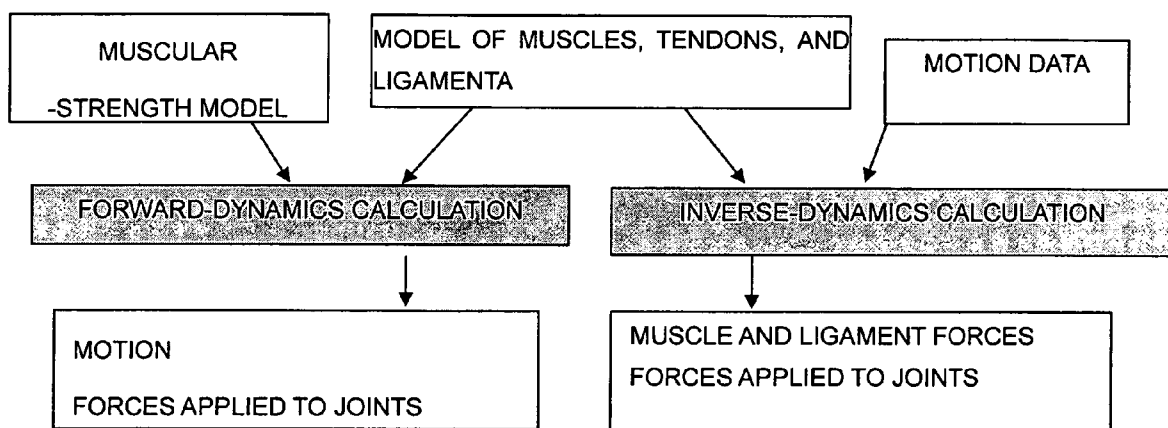 MUSCULAR
-STRENGTH MODEL
MODEL OF MUSCLES, TENDONS, AND
LIGAMENTA
MOTION DATA
FORWARD-DYNAMICS CALCULATION
INVERSE-DYNAMICS CALCULATION
MOTION
FORCES APPLIED TO JOINTS
MUSCLE AND LIGAMENT FORCES
FORCES APPLIED TO JOINTS